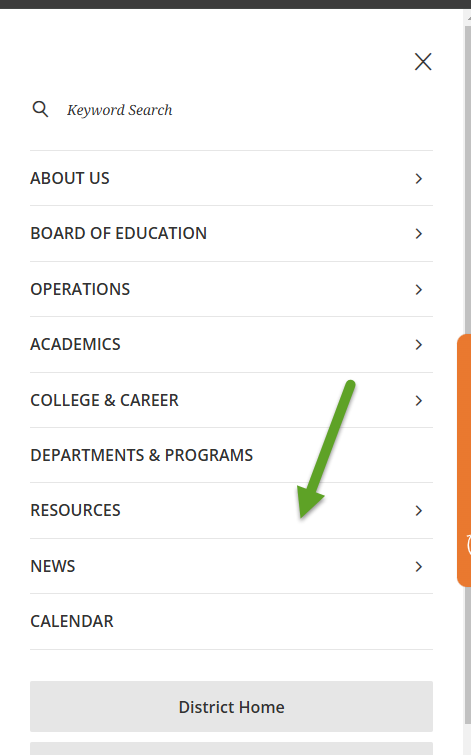 Keyword Search
ABOUT US
BOARD OF EDUCATION
OPERATIONS
ACADEMICS
COLLEGE & CAREER
DEPARTMENTS & PROGRAMS
RESOURCES
NEWS
CALENDAR
District Home